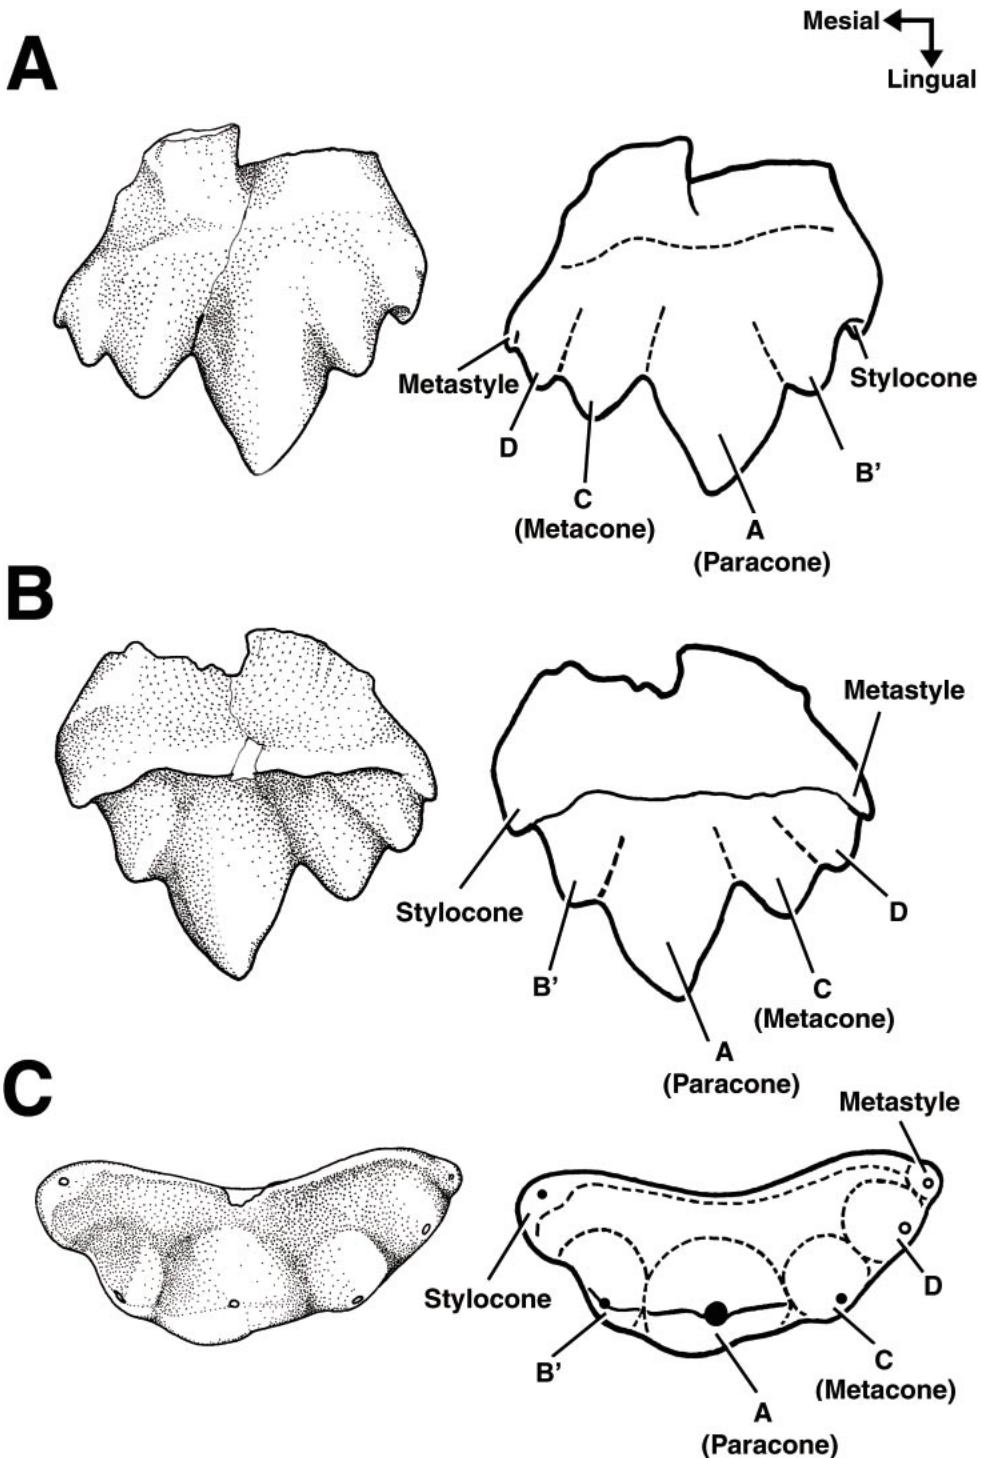 Mesial
Lingual
A
Metastyle
Stylocone
D
B’
C
(Metacone)
A
(Paracone)
B
Metastyle
Stylocone
D
B’
C
(Metacone)
A
(Paracone)
C
Metastyle
Stylocone
D
B’
C
(Metacone)
A
(Paracone)